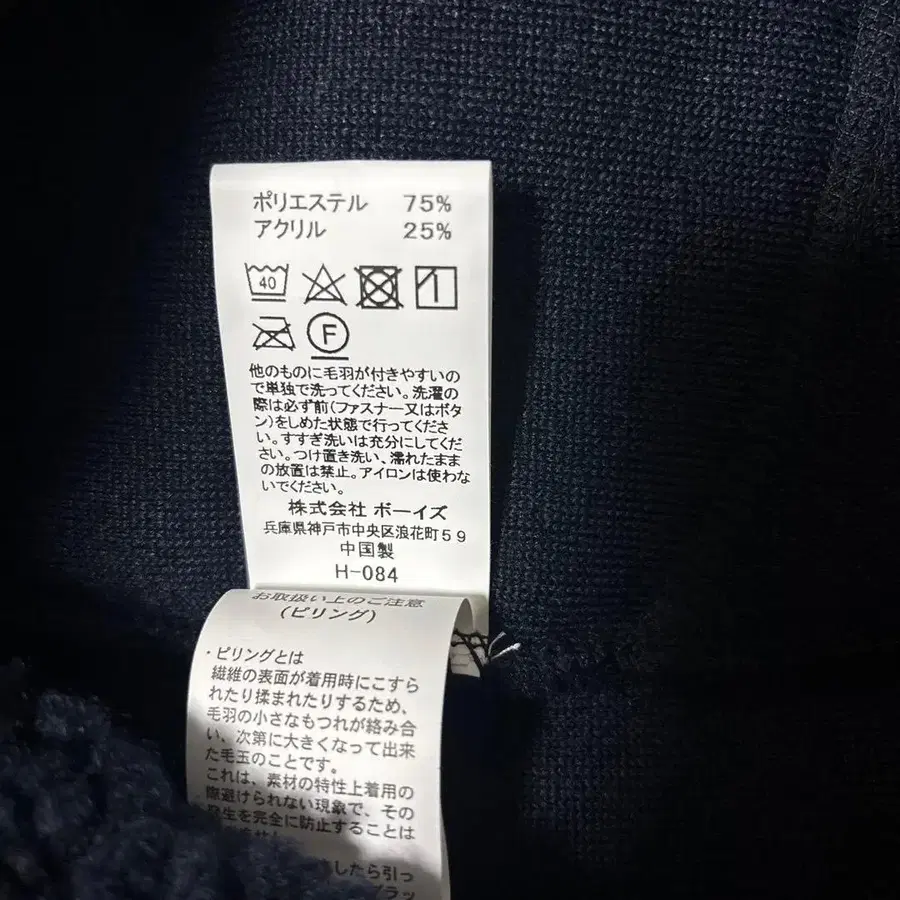 ポリエステル 75%
アクリル 25%
40
F
他のものに毛羽が付きやすいの
で単独で洗ってください。洗濯の
際は必ず前(ファスナー又はボタ
ン)をしめた状態で行ってくださ
い。すすぎ洗いは充分にしてくだ
さい。つけ置き洗い、濡れたまま
の放置は禁止。アイロンは使わな
いでください。
株式会社 ボーイズ
兵庫県神戸市中央区浪花町59
中国製
H-084
お取扱い上のご注意
(ピリング)
・ピリングとは
繊維の表面が着用時にこすら
れたり揉まれたりするため、
毛羽の小さなもつれが絡み合
い、次第に大きくなって出来
た毛玉のことです。
これは、素材の特性上着用の
際避けられない現象で、その
発生を完全に防止することは
したら引っ
ブラッ